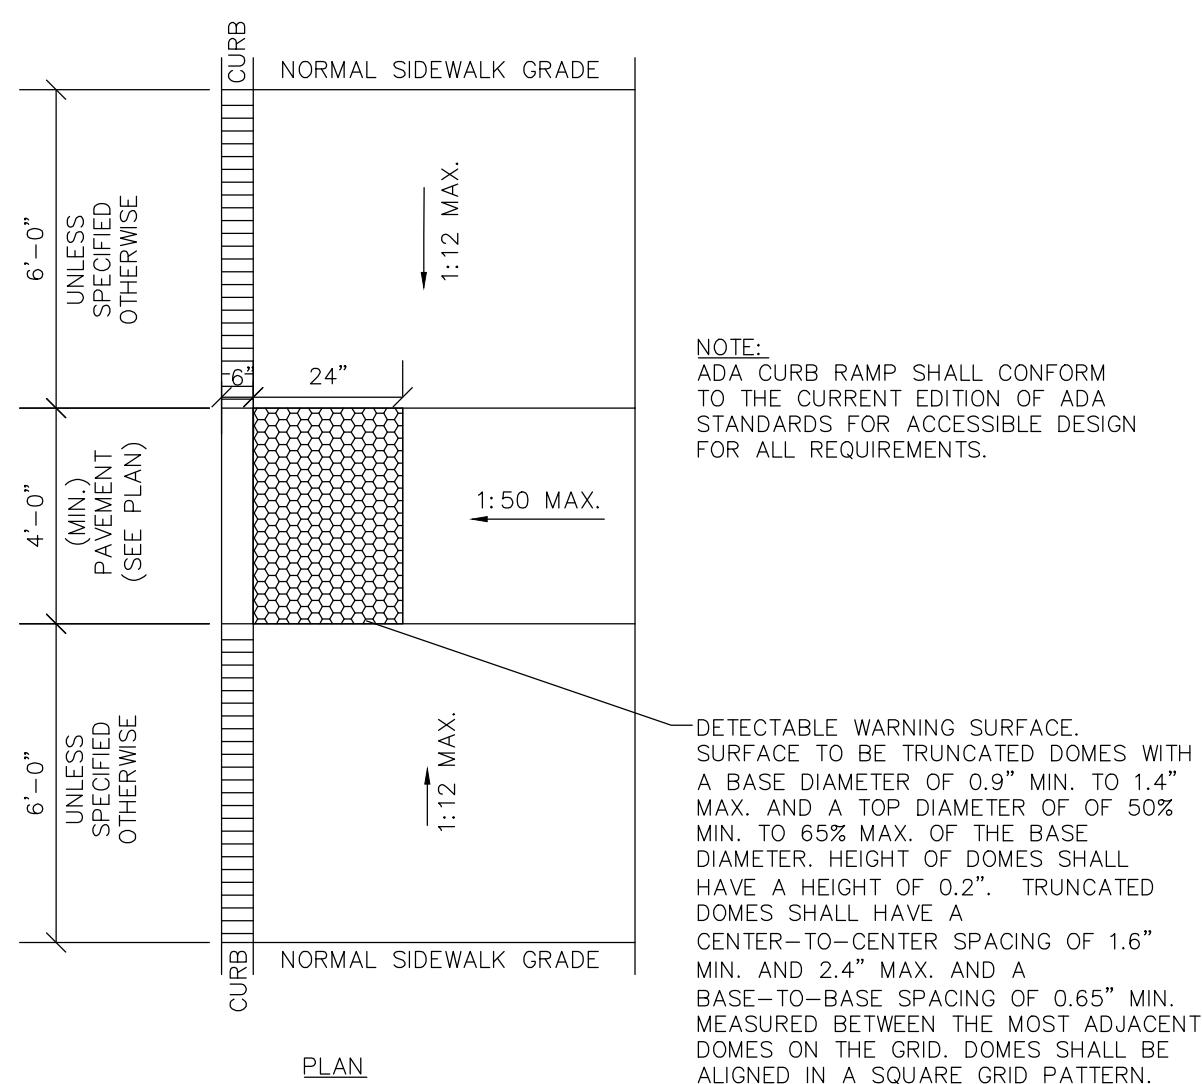 CURB
NORMAL SIDEWALK GRADE
6'-0"
UNLESS
SPECIFIED
OTHERWISE
1:12 MAX.
6"
24"
NOTE:
ADA CURB RAMP SHALL CONFORM
TO THE CURRENT EDITION OF ADA
STANDARDS FOR ACCESSIBLE DESIGN
FOR ALL REQUIREMENTS.
4'-0"
(MIN.)
PAVEMENT
(SEE PLAN)
1:50 MAX.
6'-0"
UNLESS
SPECIFIED
OTHERWISE
1:12 MAX.
DETECTABLE WARNING SURFACE.
SURFACE TO BE TRUNCATED DOMES WITH
A BASE DIAMETER OF 0.9" MIN. TO 1.4"
MAX. AND A TOP DIAMETER OF OF 50%
MIN. TO 65% MAX. OF THE BASE
DIAMETER. HEIGHT OF DOMES SHALL
HAVE A HEIGHT OF 0.2". TRUNCATED
DOMES SHALL HAVE A
CENTER-TO-CENTER SPACING OF 1.6"
MIN. AND 2.4" MAX. AND A
BASE-TO-BASE SPACING OF 0.65" MIN.
MEASURED BETWEEN THE MOST ADJACENT
DOMES ON THE GRID. DOMES SHALL BE
ALIGNED IN A SQUARE GRID PATTERN.
CURB
NORMAL SIDEWALK GRADE
PLAN